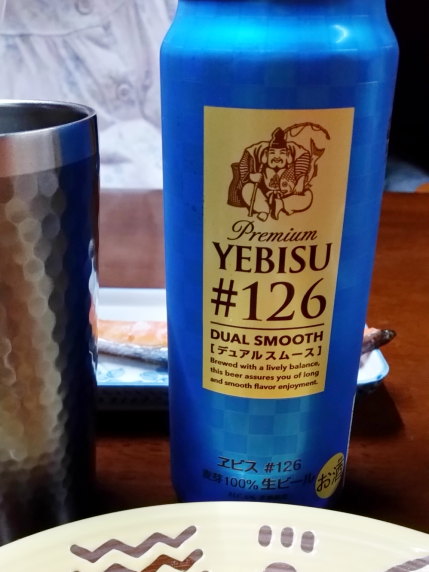 Premium
YEBISU
#126
DUAL SMOOTH
[デュアルスムース]
Brewed with a lively balance,
this beer assures you of long
and smooth flavor enjoyment.
ヱビス #126
麦芽100% 生ビール
お酒